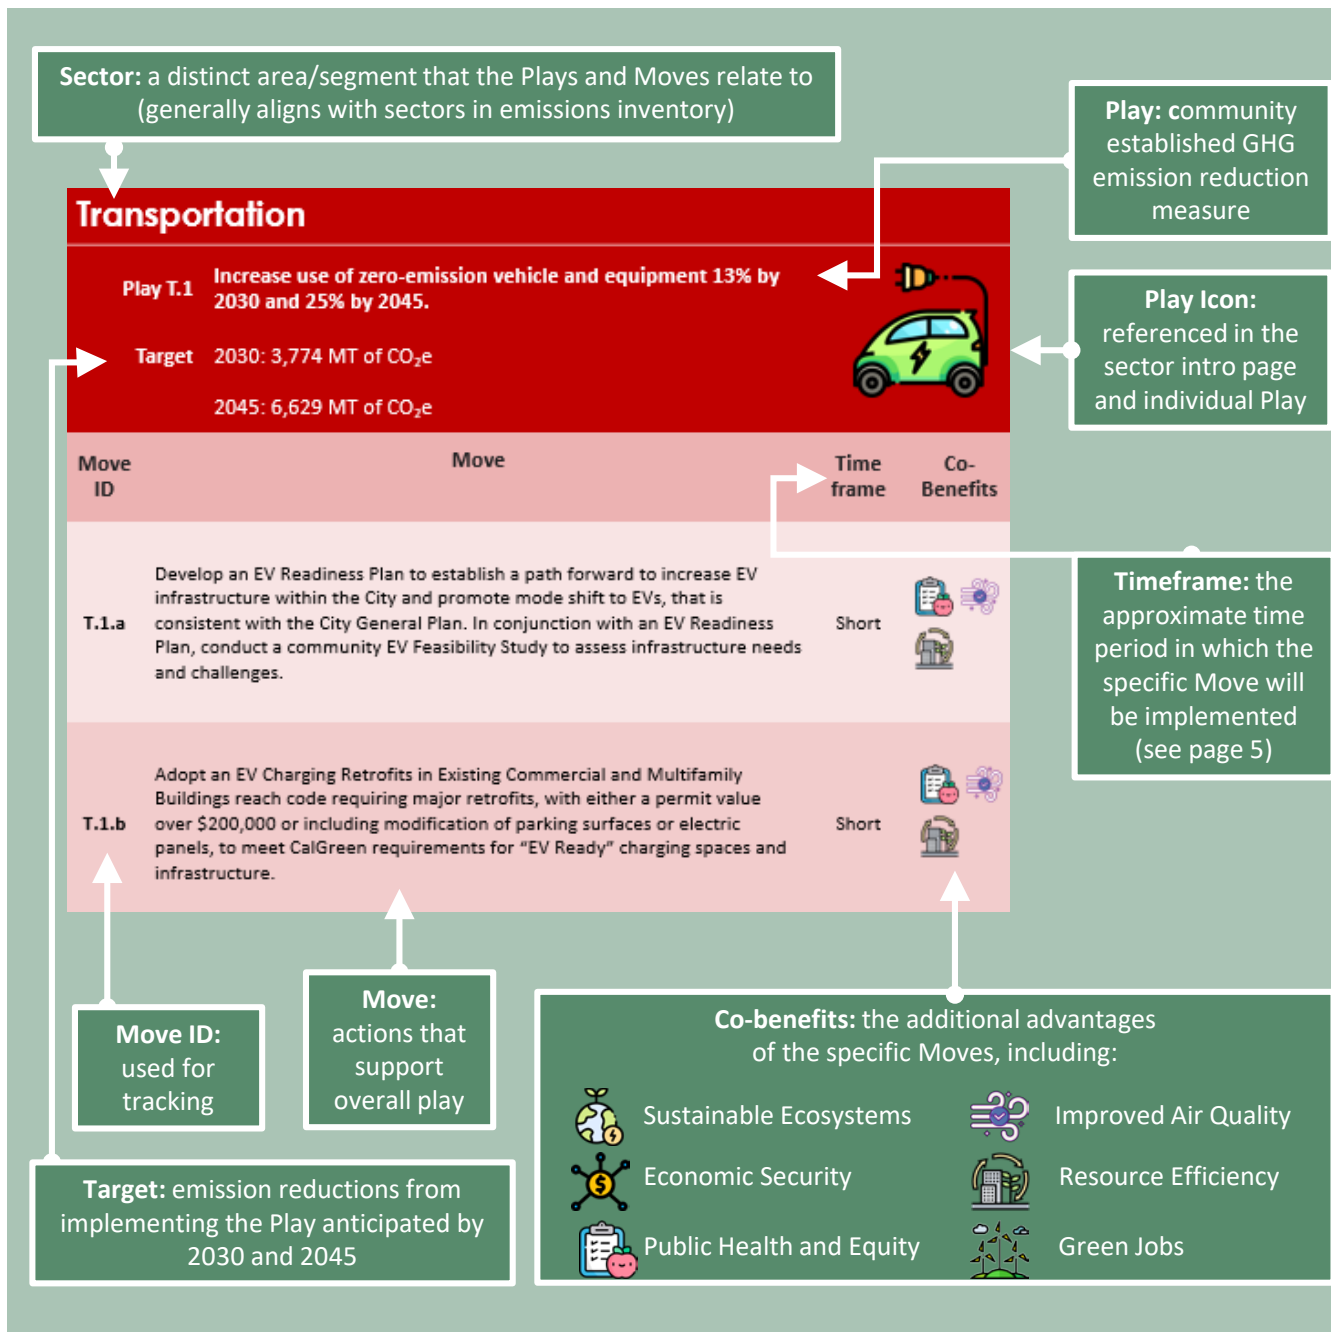 Sector: a distinct area/segment that the Plays and Moves relate to
(generally aligns with sectors in emissions inventory)
Play: community
established GHG
emission reduction
measure
Transportation
Play T.1
Increase use of zero-emission vehicle and equipment 13% by
2030 and 25% by 2045.
Target
2030: 3,774 MT of CO₂e
2045: 6,629 MT of CO₂e
Play Icon:
referenced in the
sector intro page
and individual Play
Move
ID
Move
Time
frame
Co-
Benefits
T.1.a
Develop an EV Readiness Plan to establish a path forward to increase EV
infrastructure within the City and promote mode shift to EVs, that is
consistent with the City General Plan. In conjunction with an EV Readiness
Plan, conduct a community EV Feasibility Study to assess infrastructure needs
and challenges.
Short
Timeframe: the
approximate time
period in which the
specific Move will
be implemented
(see page 5)
T.1.b
Adopt an EV Charging Retrofits in Existing Commercial and Multifamily
Buildings reach code requiring major retrofits, with either a permit value
over $200,000 or including modification of parking surfaces or electric
panels, to meet CalGreen requirements for “EV Ready” charging spaces and
infrastructure.
Short
Move ID:
used for
tracking
Move:
actions that
support
overall play
Target: emission reductions from
implementing the Play anticipated by
2030 and 2045
Co-benefits: the additional advantages
of the specific Moves, including:
Sustainable Ecosystems
Improved Air Quality
Economic Security
Resource Efficiency
Public Health and Equity
Green Jobs